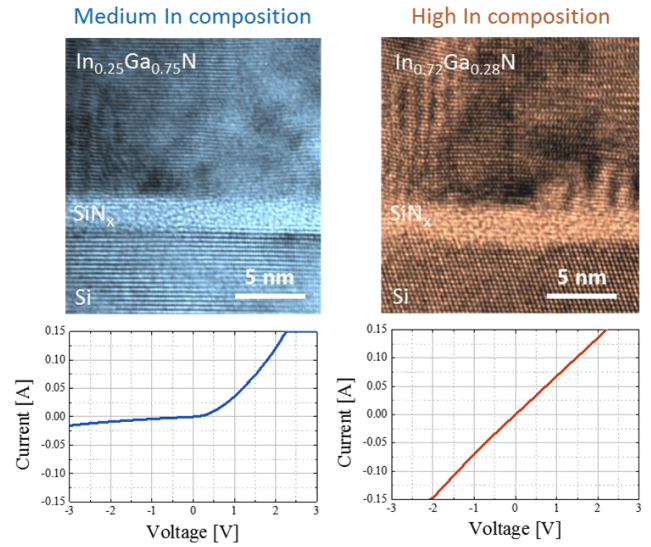 Medium In composition
In₀.₂₅Ga₀.₇₅N
SiNₓ
5 nm
Si
0.15
0.10
0.05
0.00
-0.05
-0.10
-0.15
Current [A]
-3 -2 -1 0 1 2 3
Voltage [V]
High In composition
In₀.₇₂Ga₀.₂₈N
SiNₓ
5 nm
Si
0.15
0.10
0.05
0.00
-0.05
-0.10
-0.15
Current [A]
-3 -2 -1 0 1 2 3
Voltage [V]